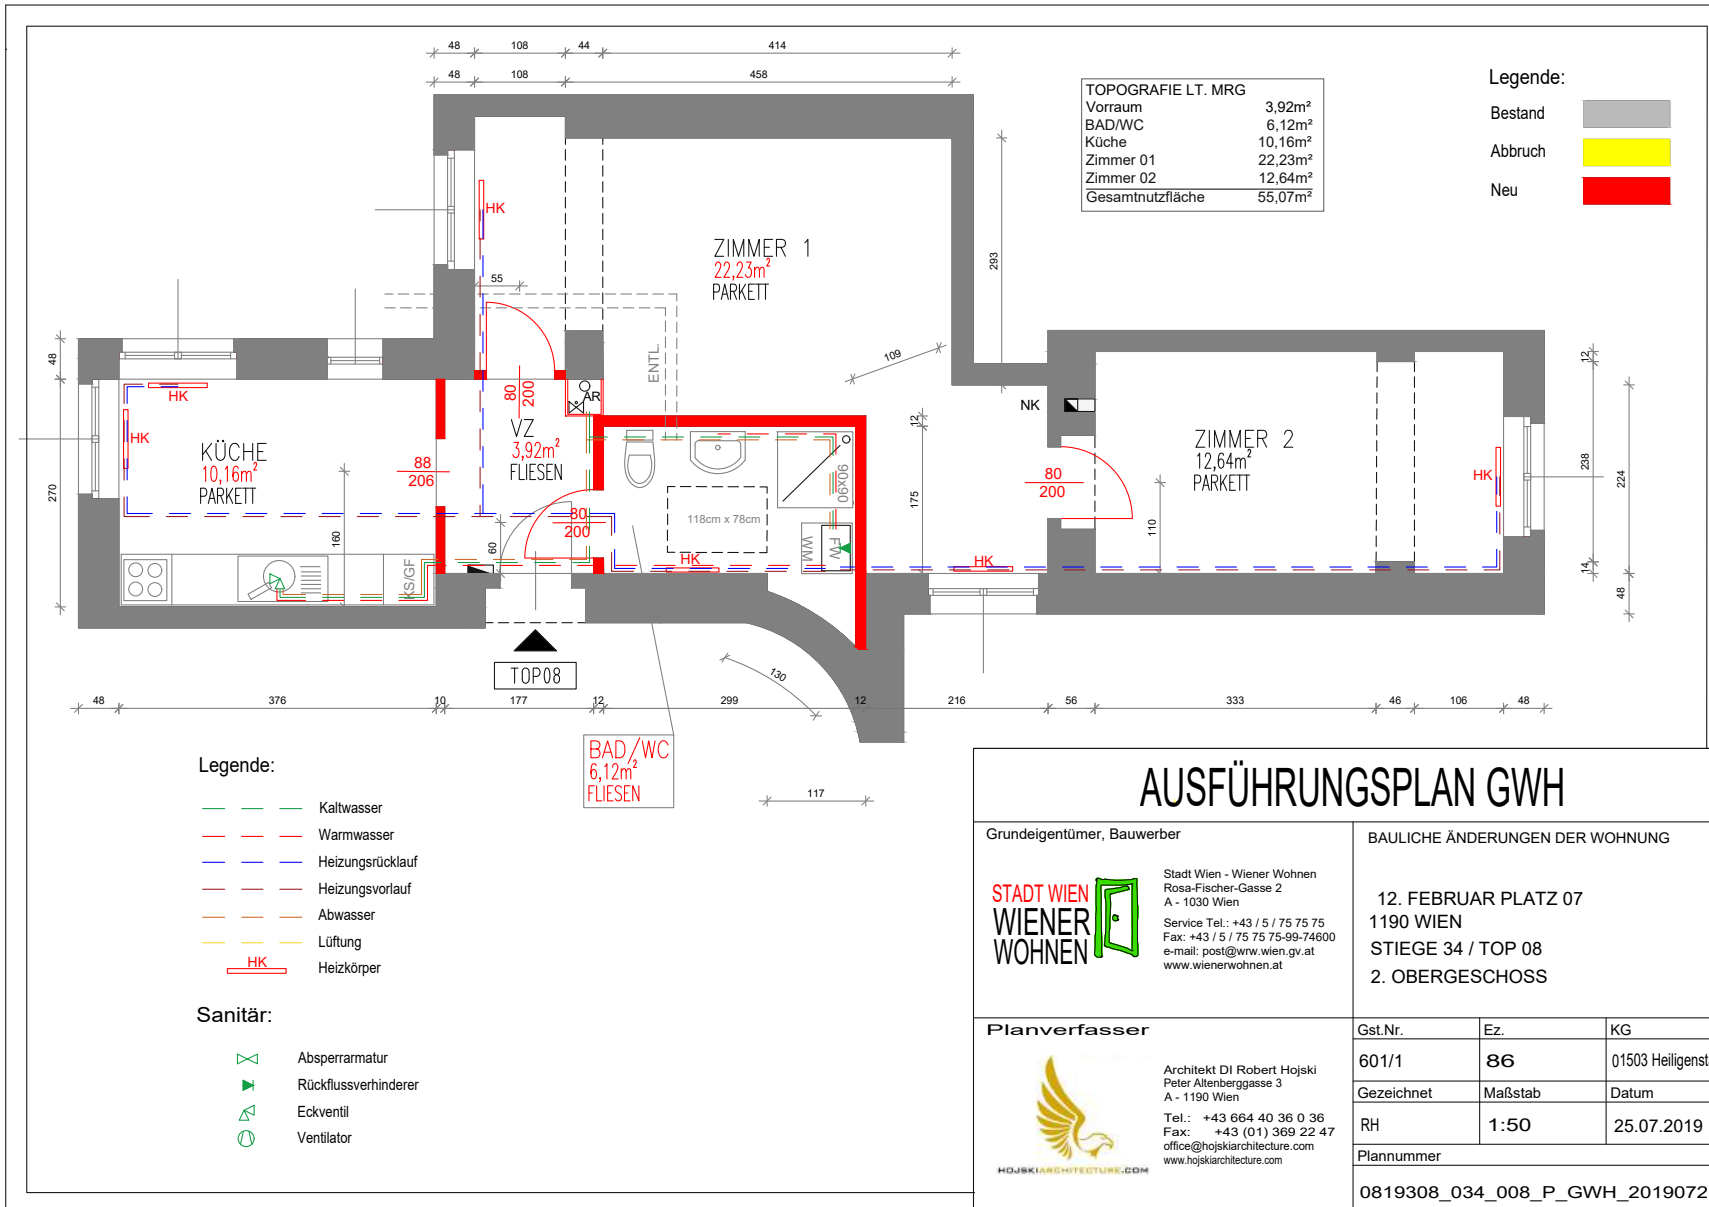 48 108 44 414
48 108 458
TOPOGRAFIE LT. MRG
Vorraum 3,92m²
BAD/WC 6,12m²
Küche 10,16m²
Zimmer 01 22,23m²
Zimmer 02 12,64m²
Gesamtnutzfläche 55,07m²
Legende:
Bestand
Abbruch
Neu
HK
ZIMMER 1
22,23m²
PARKETT
293
55
48
109
12
ENTL.
80
200
AR
NK
HK
HK
KÜCHE
10,16m²
PARKETT
88
206
VZ
3,92m²
FLIESEN
12
ZIMMER 2
12,64m²
PARKETT
80
200
HK
238
224
270
175
90x90
118cm x 78cm
80
200
160
60
110
WM
FW
HK
HK
KS/GF
14
48
TOP08
130
48 376 10 177 12 299 12 216 56 333 46 106 48
BAD/WC
6,12m²
FLIESEN
117
Legende:
Kaltwasser
Warmwasser
Heizungsrücklauf
Heizungsvorlauf
Abwasser
Lüftung
HK Heizkörper
Sanitär:
Absperrarmatur
Rückflussverhinderer
Eckventil
Ventilator
AUSFÜHRUNGSPLAN GWH
Grundeigentümer, Bauwerber
STADT WIEN
WIENER
WOHNEN
Stadt Wien - Wiener Wohnen
Rosa-Fischer-Gasse 2
A - 1030 Wien
Service Tel.: +43 / 5 / 75 75 75
Fax: +43 / 5 / 75 75 75-99-74600
e-mail: post@wrw.wien.gv.at
www.wienerwohnen.at
BAULICHE ÄNDERUNGEN DER WOHNUNG
12. FEBRUAR PLATZ 07
1190 WIEN
STIEGE 34 / TOP 08
2. OBERGESCHOSS
Planverfasser
HOJSKIARCHITECTURE.COM
Architekt DI Robert Hojski
Peter Altenberggasse 3
A - 1190 Wien
Tel.: +43 664 40 36 0 36
Fax: +43 (01) 369 22 47
office@hojskiarchitecture.com
www.hojskiarchitecture.com
Gst.Nr. Ez. KG
601/1 86 01503 Heiligenst
Gezeichnet Maßstab Datum
RH 1:50 25.07.2019
Plannummer
0819308_034_008_P_GWH_2019072